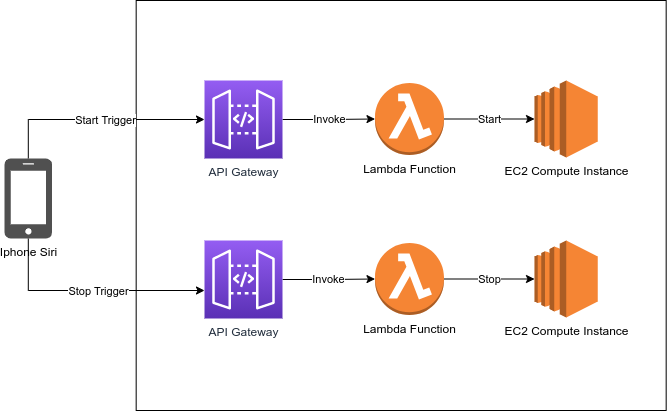 Start Trigger
Invoke
Start
API Gateway
Lambda Function
EC2 Compute Instance
Iphone Siri
Stop Trigger
Invoke
Stop
API Gateway
Lambda Function
EC2 Compute Instance